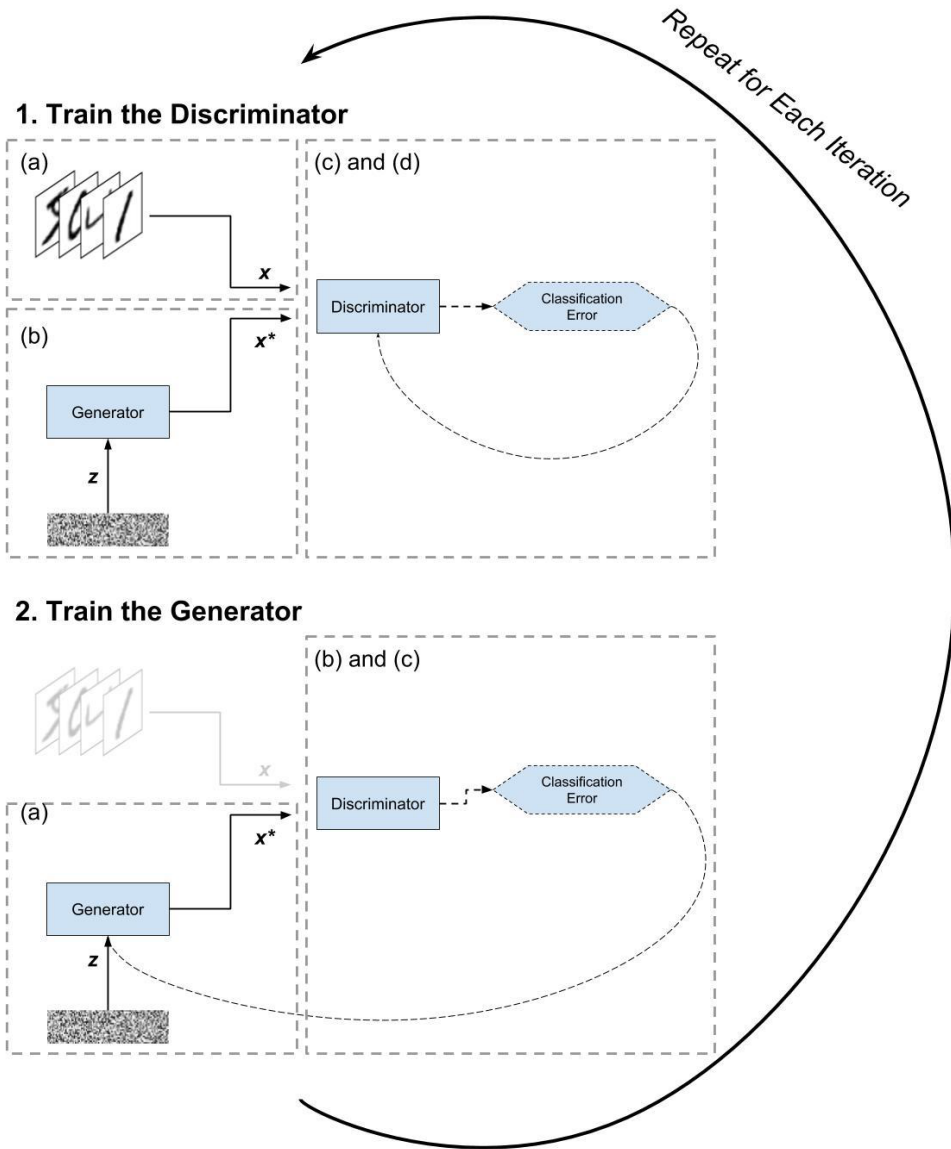 Repeat for Each Iteration
1. Train the Discriminator
(a)
x
(b)
x*
Generator
z
(c) and (d)
Discriminator
Classification
Error
2. Train the Generator
x
(a)
x*
Generator
z
(b) and (c)
Discriminator
Classification
Error